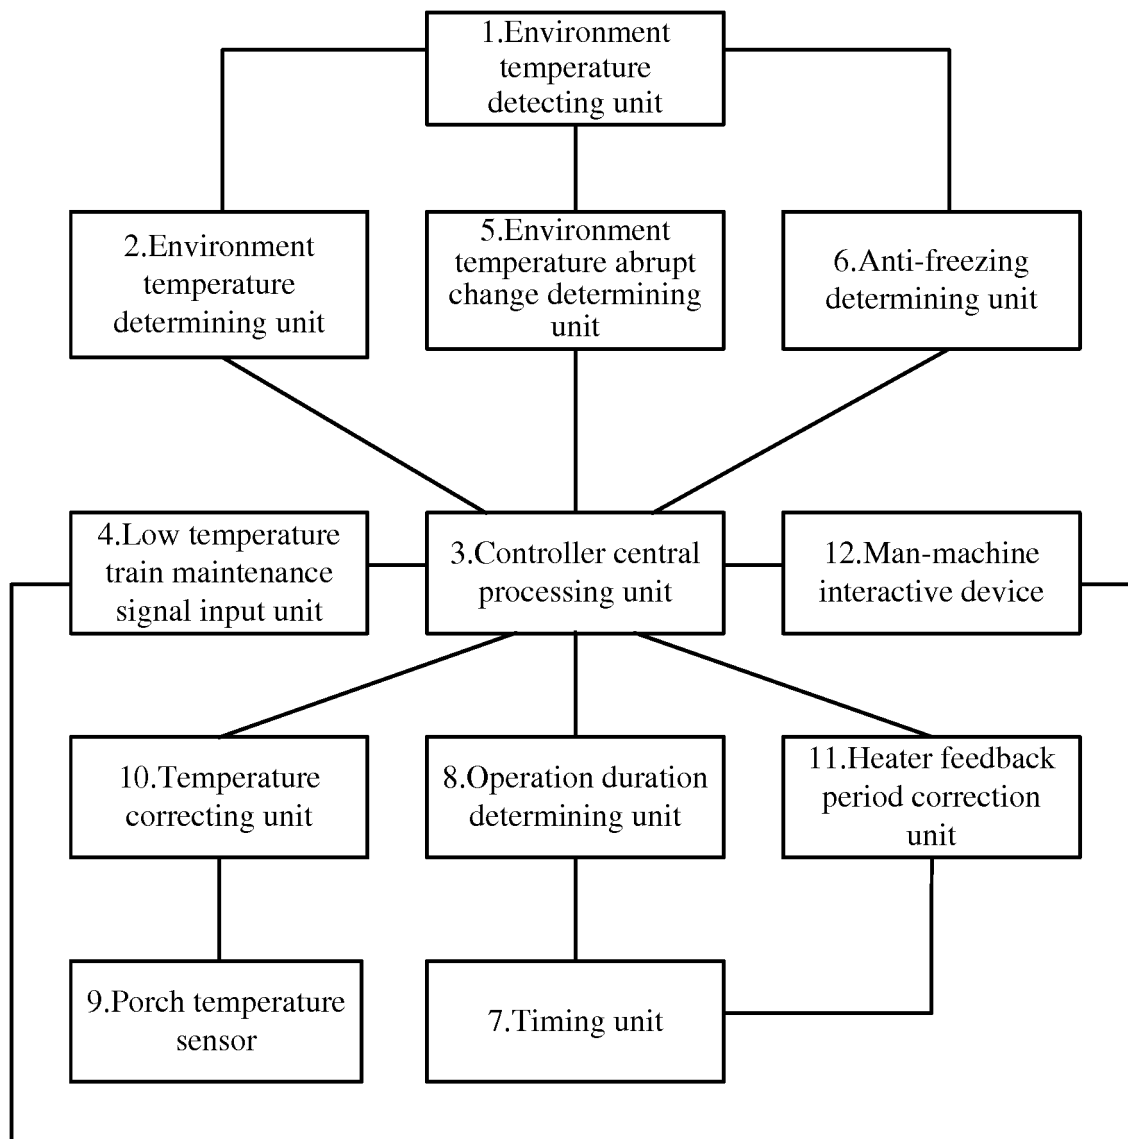 1.Environment
temperature
detecting unit
2.Environment
temperature
determining unit
5.Environment
temperature abrupt
change determining
unit
6.Anti-freezing
determining unit
4.Low temperature
train maintenance
signal input unit
3.Controller central
processing unit
12.Man-machine
interactive device
10.Temperature
correcting unit
8.Operation duration
determining unit
11.Heater feedback
period correction
unit
9.Porch temperature
sensor
7.Timing unit